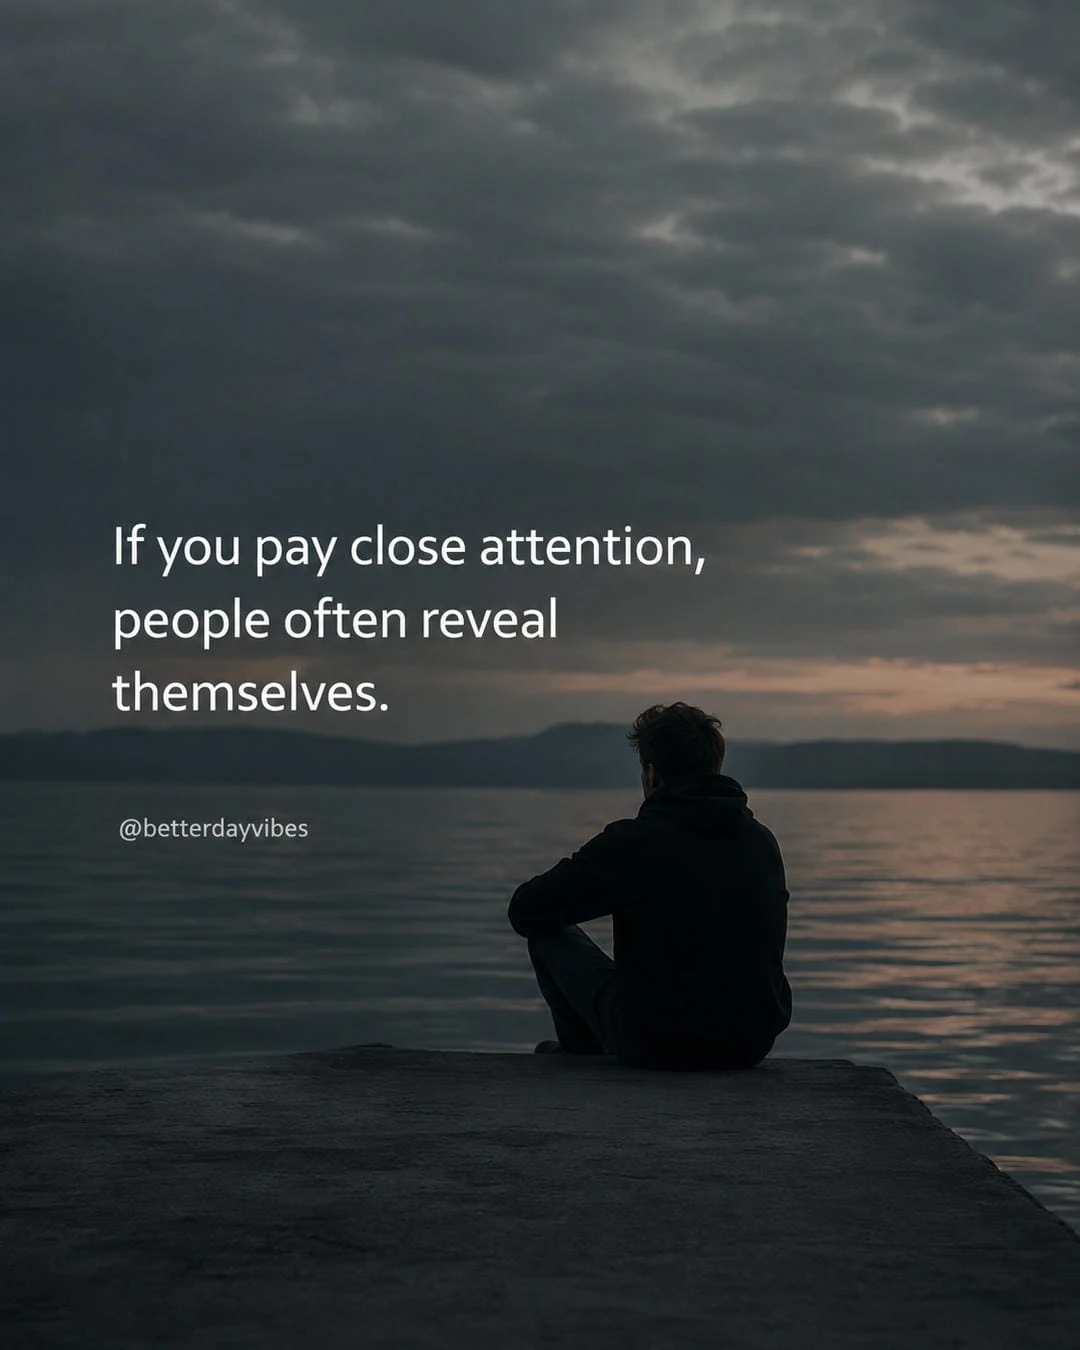 If you pay close attention,
people often reveal
themselves.
@betterdayvibes